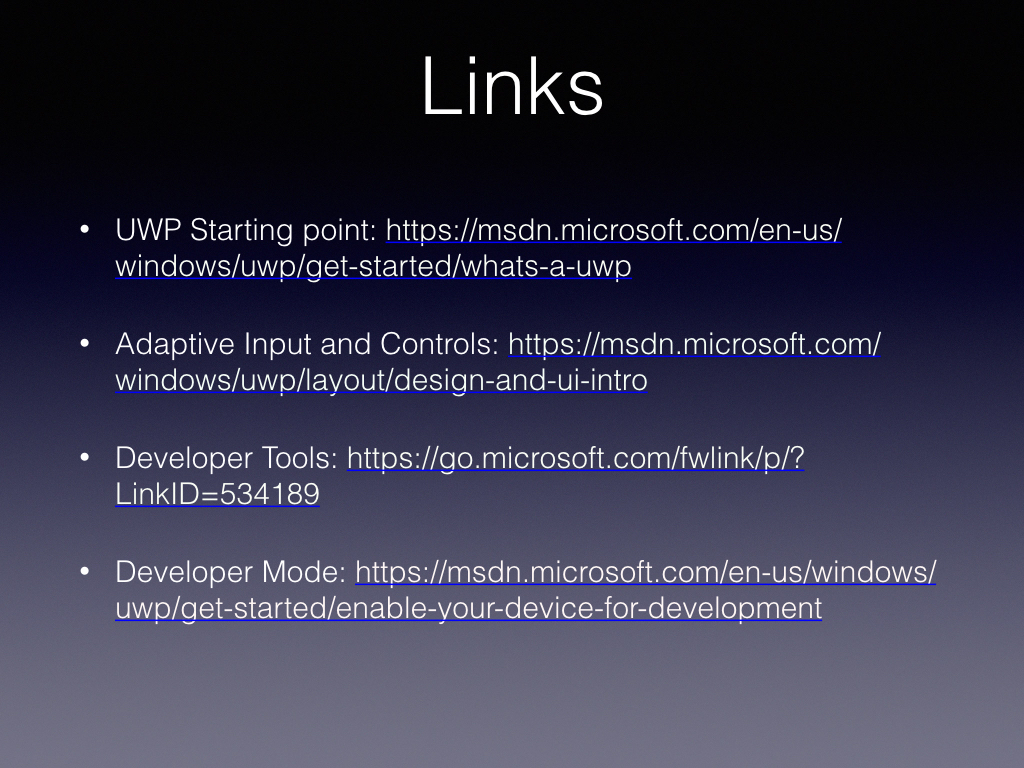 Links
• UWP Starting point: https://msdn.microsoft.com/en-us/
windows/uwp/get-started/whats-a-uwp
• Adaptive Input and Controls: https://msdn.microsoft.com/
windows/uwp/layout/design-and-ui-intro
• Developer Tools: https://go.microsoft.com/fwlink/p/?
LinkID=534189
• Developer Mode: https://msdn.microsoft.com/en-us/windows/
uwp/get-started/enable-your-device-for-development